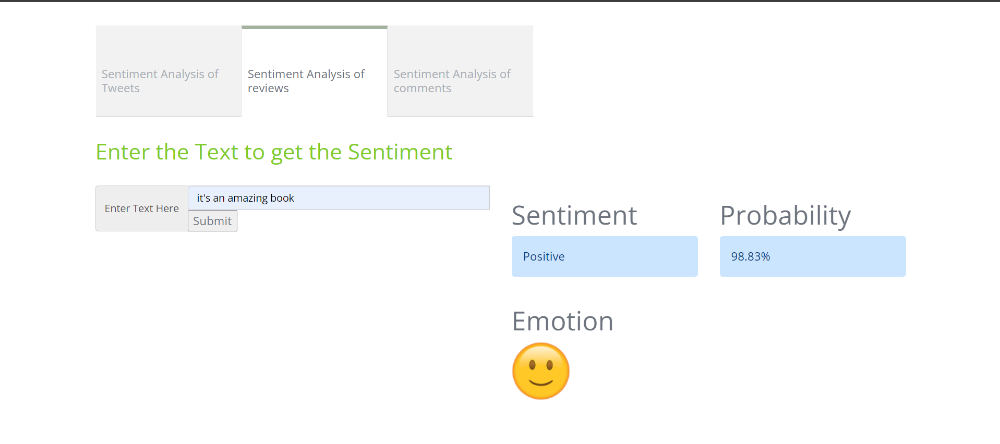 Sentiment Analysis of
Tweets
Sentiment Analysis of
reviews
Sentiment Analysis of
comments
Enter the Text to get the Sentiment
Enter Text Here
it's an amazing book
Submit
Sentiment
Positive
Probability
98.83%
Emotion